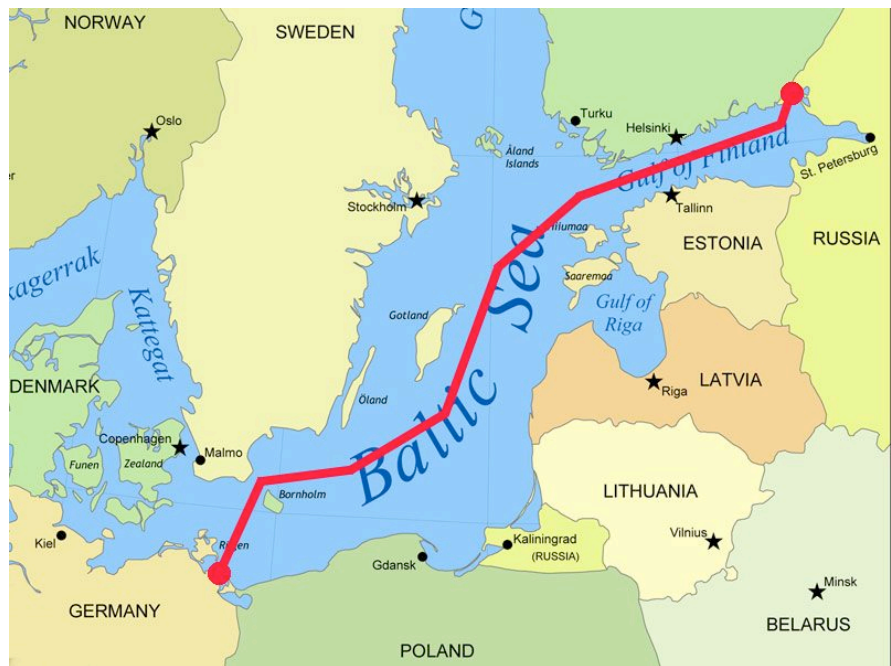 NORWAY
SWEDEN
G
Oslo
Turku
Helsinki
Åland
Islands
Gulf of Finland
St. Petersburg
er
Stockholm
Tallinn
Hiiumaa
ESTONIA
RUSSIA
kagerrak
Kattegat
Saaremaa
Gulf of
Riga
Gotland
Baltic Sea
DENMARK
LATVIA
Riga
Öland
Copenhagen
Malmo
Funen
Zealand
Bornholm
LITHUANIA
Vilnius
Kiel
Kaliningrad
(RUSSIA)
Gdansk
Minsk
GERMANY
BELARUS
POLAND